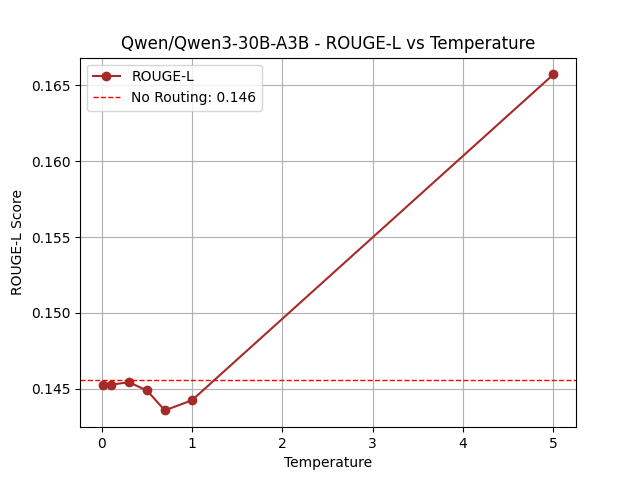 Qwen/Qwen3-30B-A3B - ROUGE-L vs Temperature
ROUGE-L
No Routing: 0.146
ROUGE-L Score
0.165
0.160
0.155
0.150
0.145
0 1 2 3 4 5
Temperature